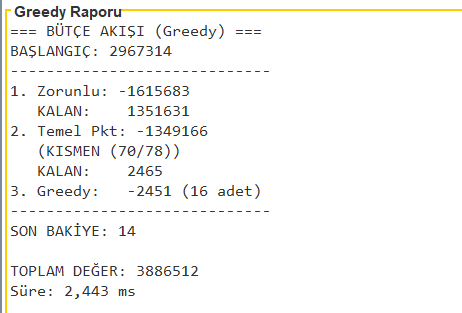 Greedy Raporu
=== BÜTÇE AKIŞI (Greedy) ===
BAŞLANGIÇ: 2967314
----------------------------
1. Zorunlu: -1615683
   KALAN:    1351631
2. Temel Pkt: -1349166
   (KISMEN (70/78))
   KALAN:    2465
3. Greedy:   -2451 (16 adet)
----------------------------
SON BAKİYE: 14
TOPLAM DEĞER: 3886512
Süre: 2,443 ms